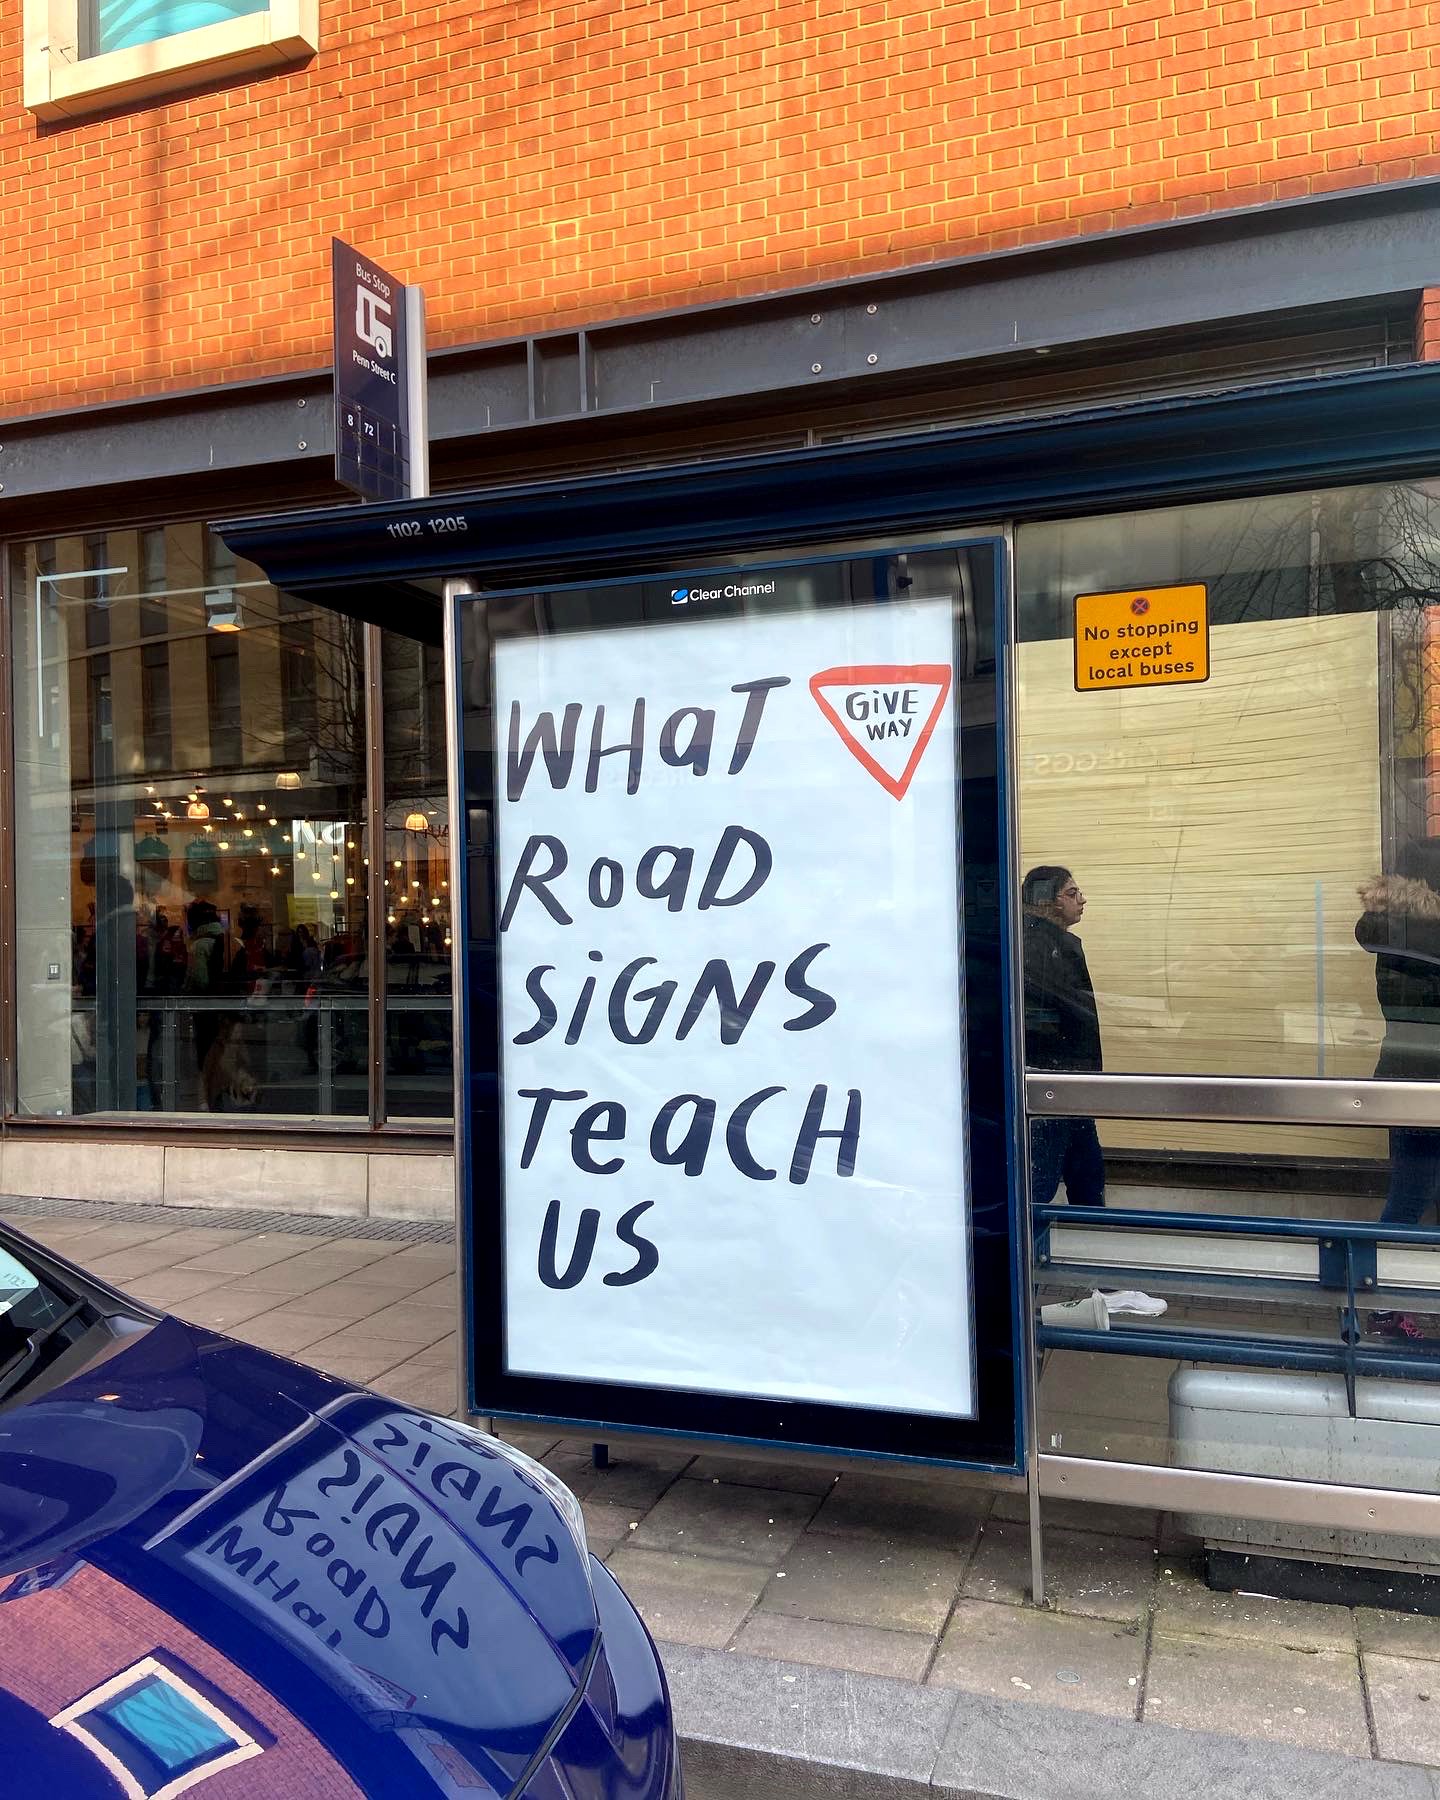 Bus Stop
Penn Street C
8 72
1102 1205
Clear Channel
WHaT
GiVE
WAY
RoaD
SiGNS
TeaCH
US
No stopping
except
local buses
GREGGS